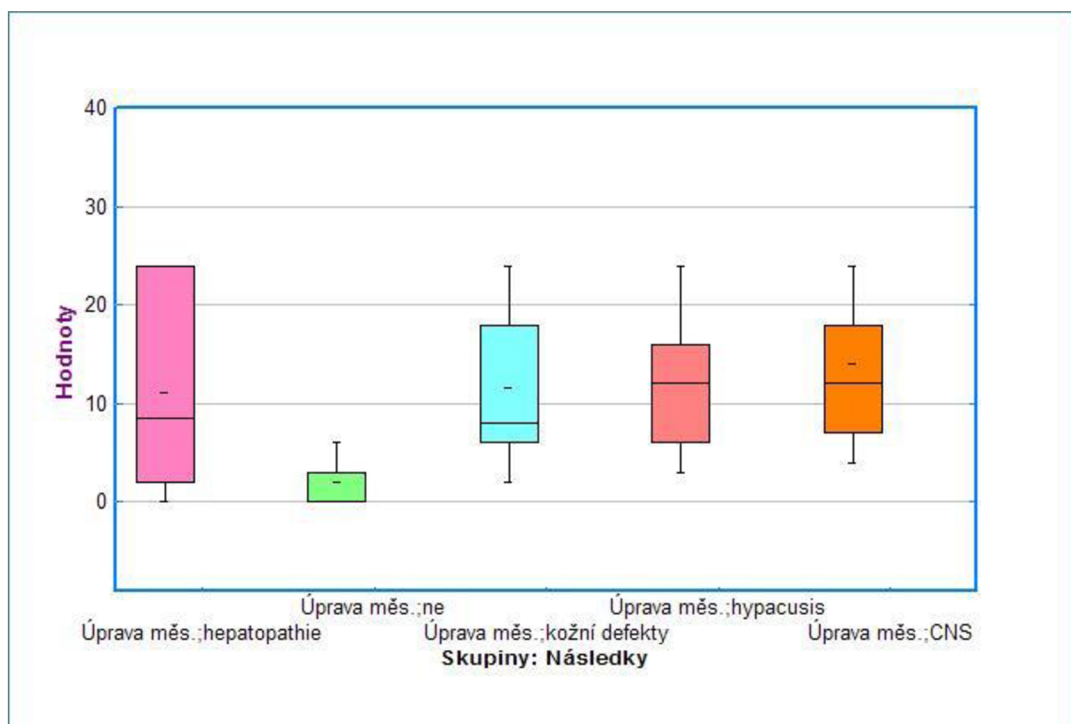 40
30
20
10
0
Hodnoty
Úprava měs.;ne
Úprava měs.;hypacusis
Úprava měs.;hepatopathie
Úprava měs.;kožní defekty
Úprava měs.;CNS
Skupiny: Následky